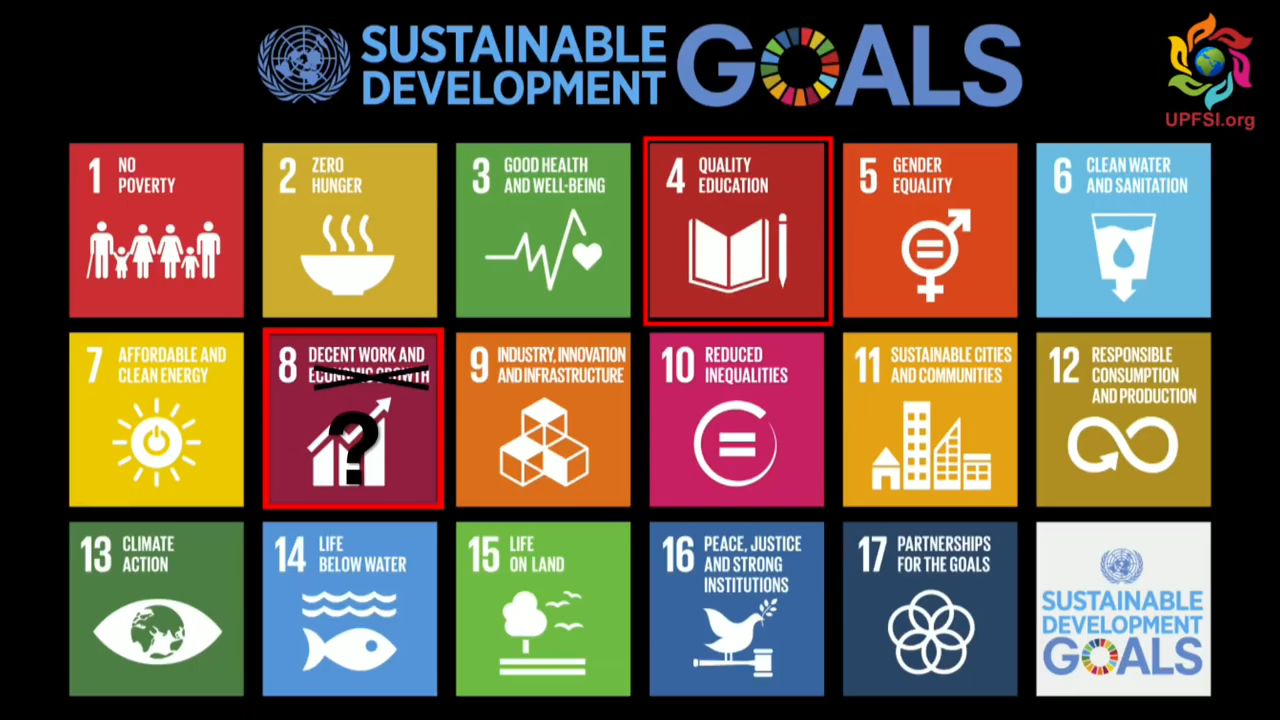 SUSTAINABLE
DEVELOPMENT
GOALS
UPFSI.org
1 NO
POVERTY
2 ZERO
HUNGER
3 GOOD HEALTH
AND WELL-BEING
4 QUALITY
EDUCATION
5 GENDER
EQUALITY
6 CLEAN WATER
AND SANITATION
7 AFFORDABLE AND
CLEAN ENERGY
8 DECENT WORK AND
ECONOMIC GROWTH
?
9 INDUSTRY, INNOVATION
AND INFRASTRUCTURE
10 REDUCED
INEQUALITIES
11 SUSTAINABLE CITIES
AND COMMUNITIES
12 RESPONSIBLE
CONSUMPTION
AND PRODUCTION
13 CLIMATE
ACTION
14 LIFE
BELOW WATER
15 LIFE
ON LAND
16 PEACE, JUSTICE
AND STRONG
INSTITUTIONS
17 PARTNERSHIPS
FOR THE GOALS
SUSTAINABLE
DEVELOPMENT
GOALS